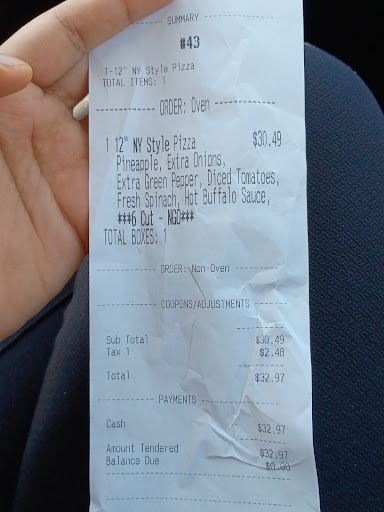 SUMMARY
#43
1-12" NY Style Pizza
TOTAL ITEMS: 1
ORDER: Oven
1 12" NY Style Pizza $30.49
Pineapple, Extra Onions,
Extra Green Pepper, Diced Tomatoes,
Fresh Spinach, Hot Buffalo Sauce,
***6 Cut - NGO***
TOTAL BOXES: 1
ORDER: Non-Oven
COUPONS/ADJUSTMENTS
Sub Total $30.49
Tax 1 $2.48
Total $32.97
PAYMENTS
Cash $32.97
Amount Tendered $32.97
Balance Due $0.00